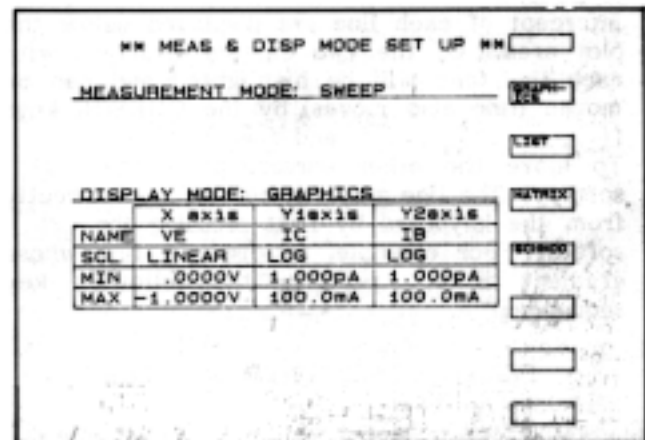 ** MEAS & DISP MODE SET UP **
MEASUREMENT MODE: SWEEP
GRAPH-
ICS
LIST
DISPLAY MODE: GRAPHICS
MATRIX
X axis Y1axis Y2axis
NAME VE IC IB
SCL LINEAR LOG LOG
SCHMOO
MIN .0000V 1.000pA 1.000pA
MAX -1.0000V 100.0mA 100.0mA